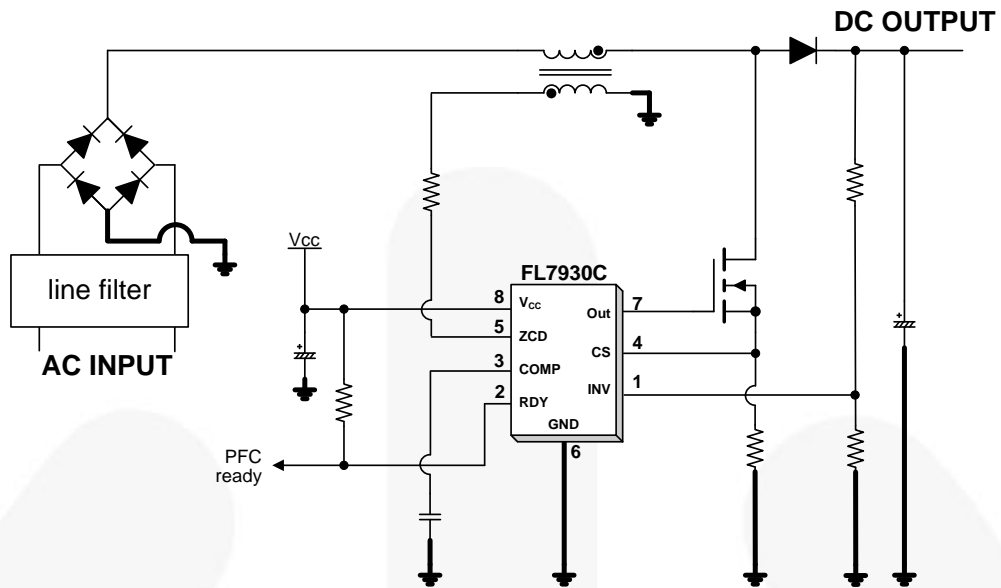 DC OUTPUT
Vcc
line filter
AC INPUT
FL7930C
8
VCC
5
ZCD
3
COMP
2
RDY
Out
7
CS
4
INV
1
GND
6
+
+
PFC
ready